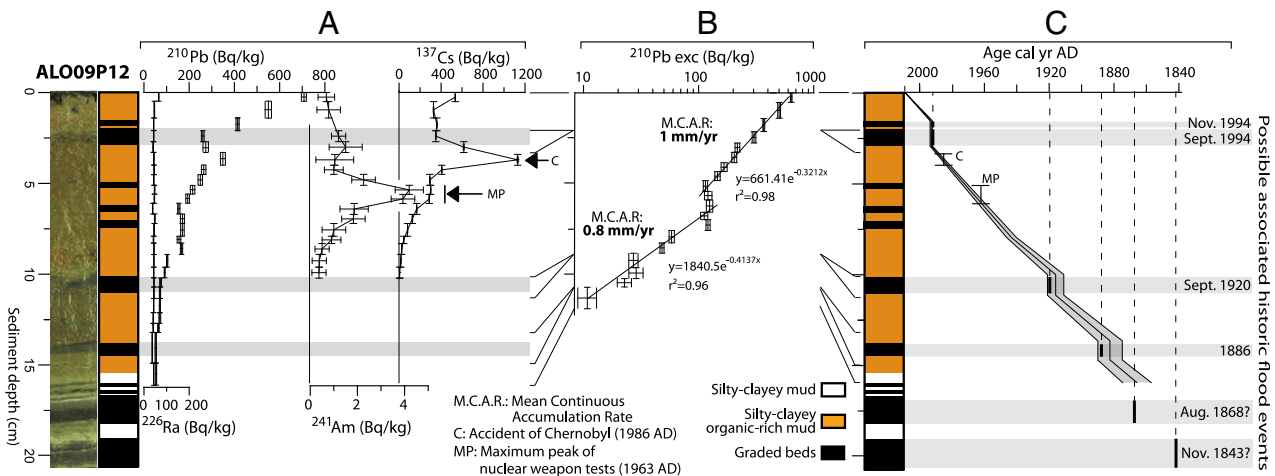 A
B
C
210Pb (Bq/kg)
137Cs (Bq/kg)
210Pb exc (Bq/kg)
Age cal yr AD
ALO09P12
0 200 400 600 800
0 300 600 900 1200
10 100 1000
2000 1960 1920 1880 1840
0
5
10
15
20
Sediment depth (cm)
C
MP
M.C.A.R:
1 mm/yr
y=661.41e-0.3212x
r²=0.98
M.C.A.R:
0.8 mm/yr
y=1840.5e-0.4137x
r²=0.96
C
MP
Nov. 1994
Sept. 1994
Sept. 1920
1886
Aug. 1868?
Nov. 1843?
Possible associated historic flood events
0 100 200
226Ra (Bq/kg)
0 2 4
241Am (Bq/kg)
M.C.A.R.: Mean Continuous
Accumulation Rate
C: Accident of Chernobyl (1986 AD)
MP: Maximum peak of
nuclear weapon tests (1963 AD)
Silty-clayey mud
Silty-clayey
organic-rich mud
Graded beds